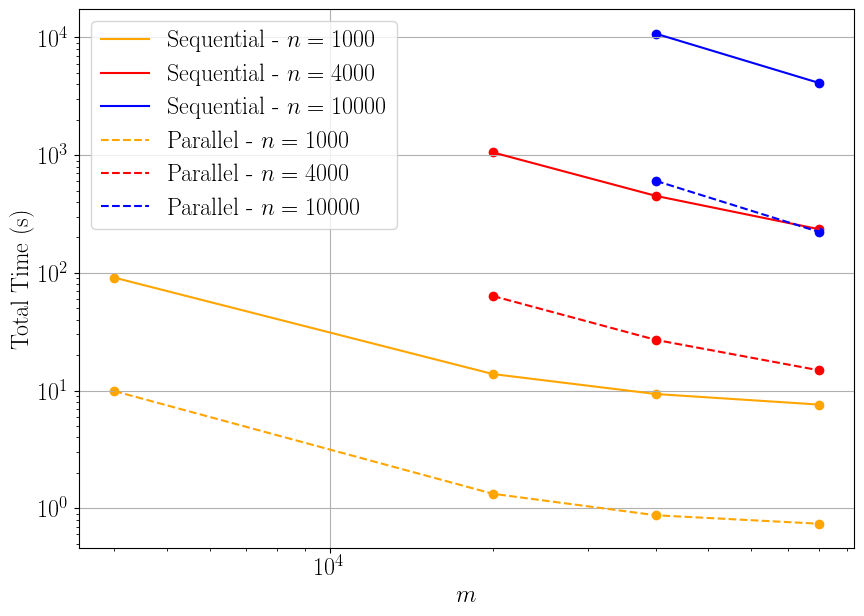 10⁴
10³
10²
10¹
10⁰
Total Time (s)
Sequential - n = 1000
Sequential - n = 4000
Sequential - n = 10000
Parallel - n = 1000
Parallel - n = 4000
Parallel - n = 10000
10⁴
m